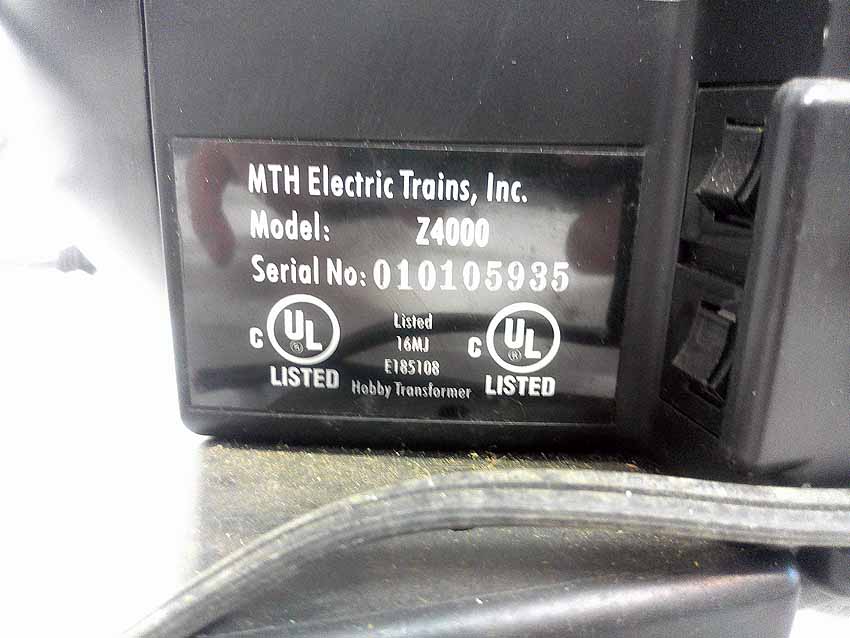 MTH Electric Trains, Inc.
Model: Z4000
Serial No: 010105935
C UL ® LISTED
Listed
16MJ
E185108
Hobby Transformer
C UL ® LISTED